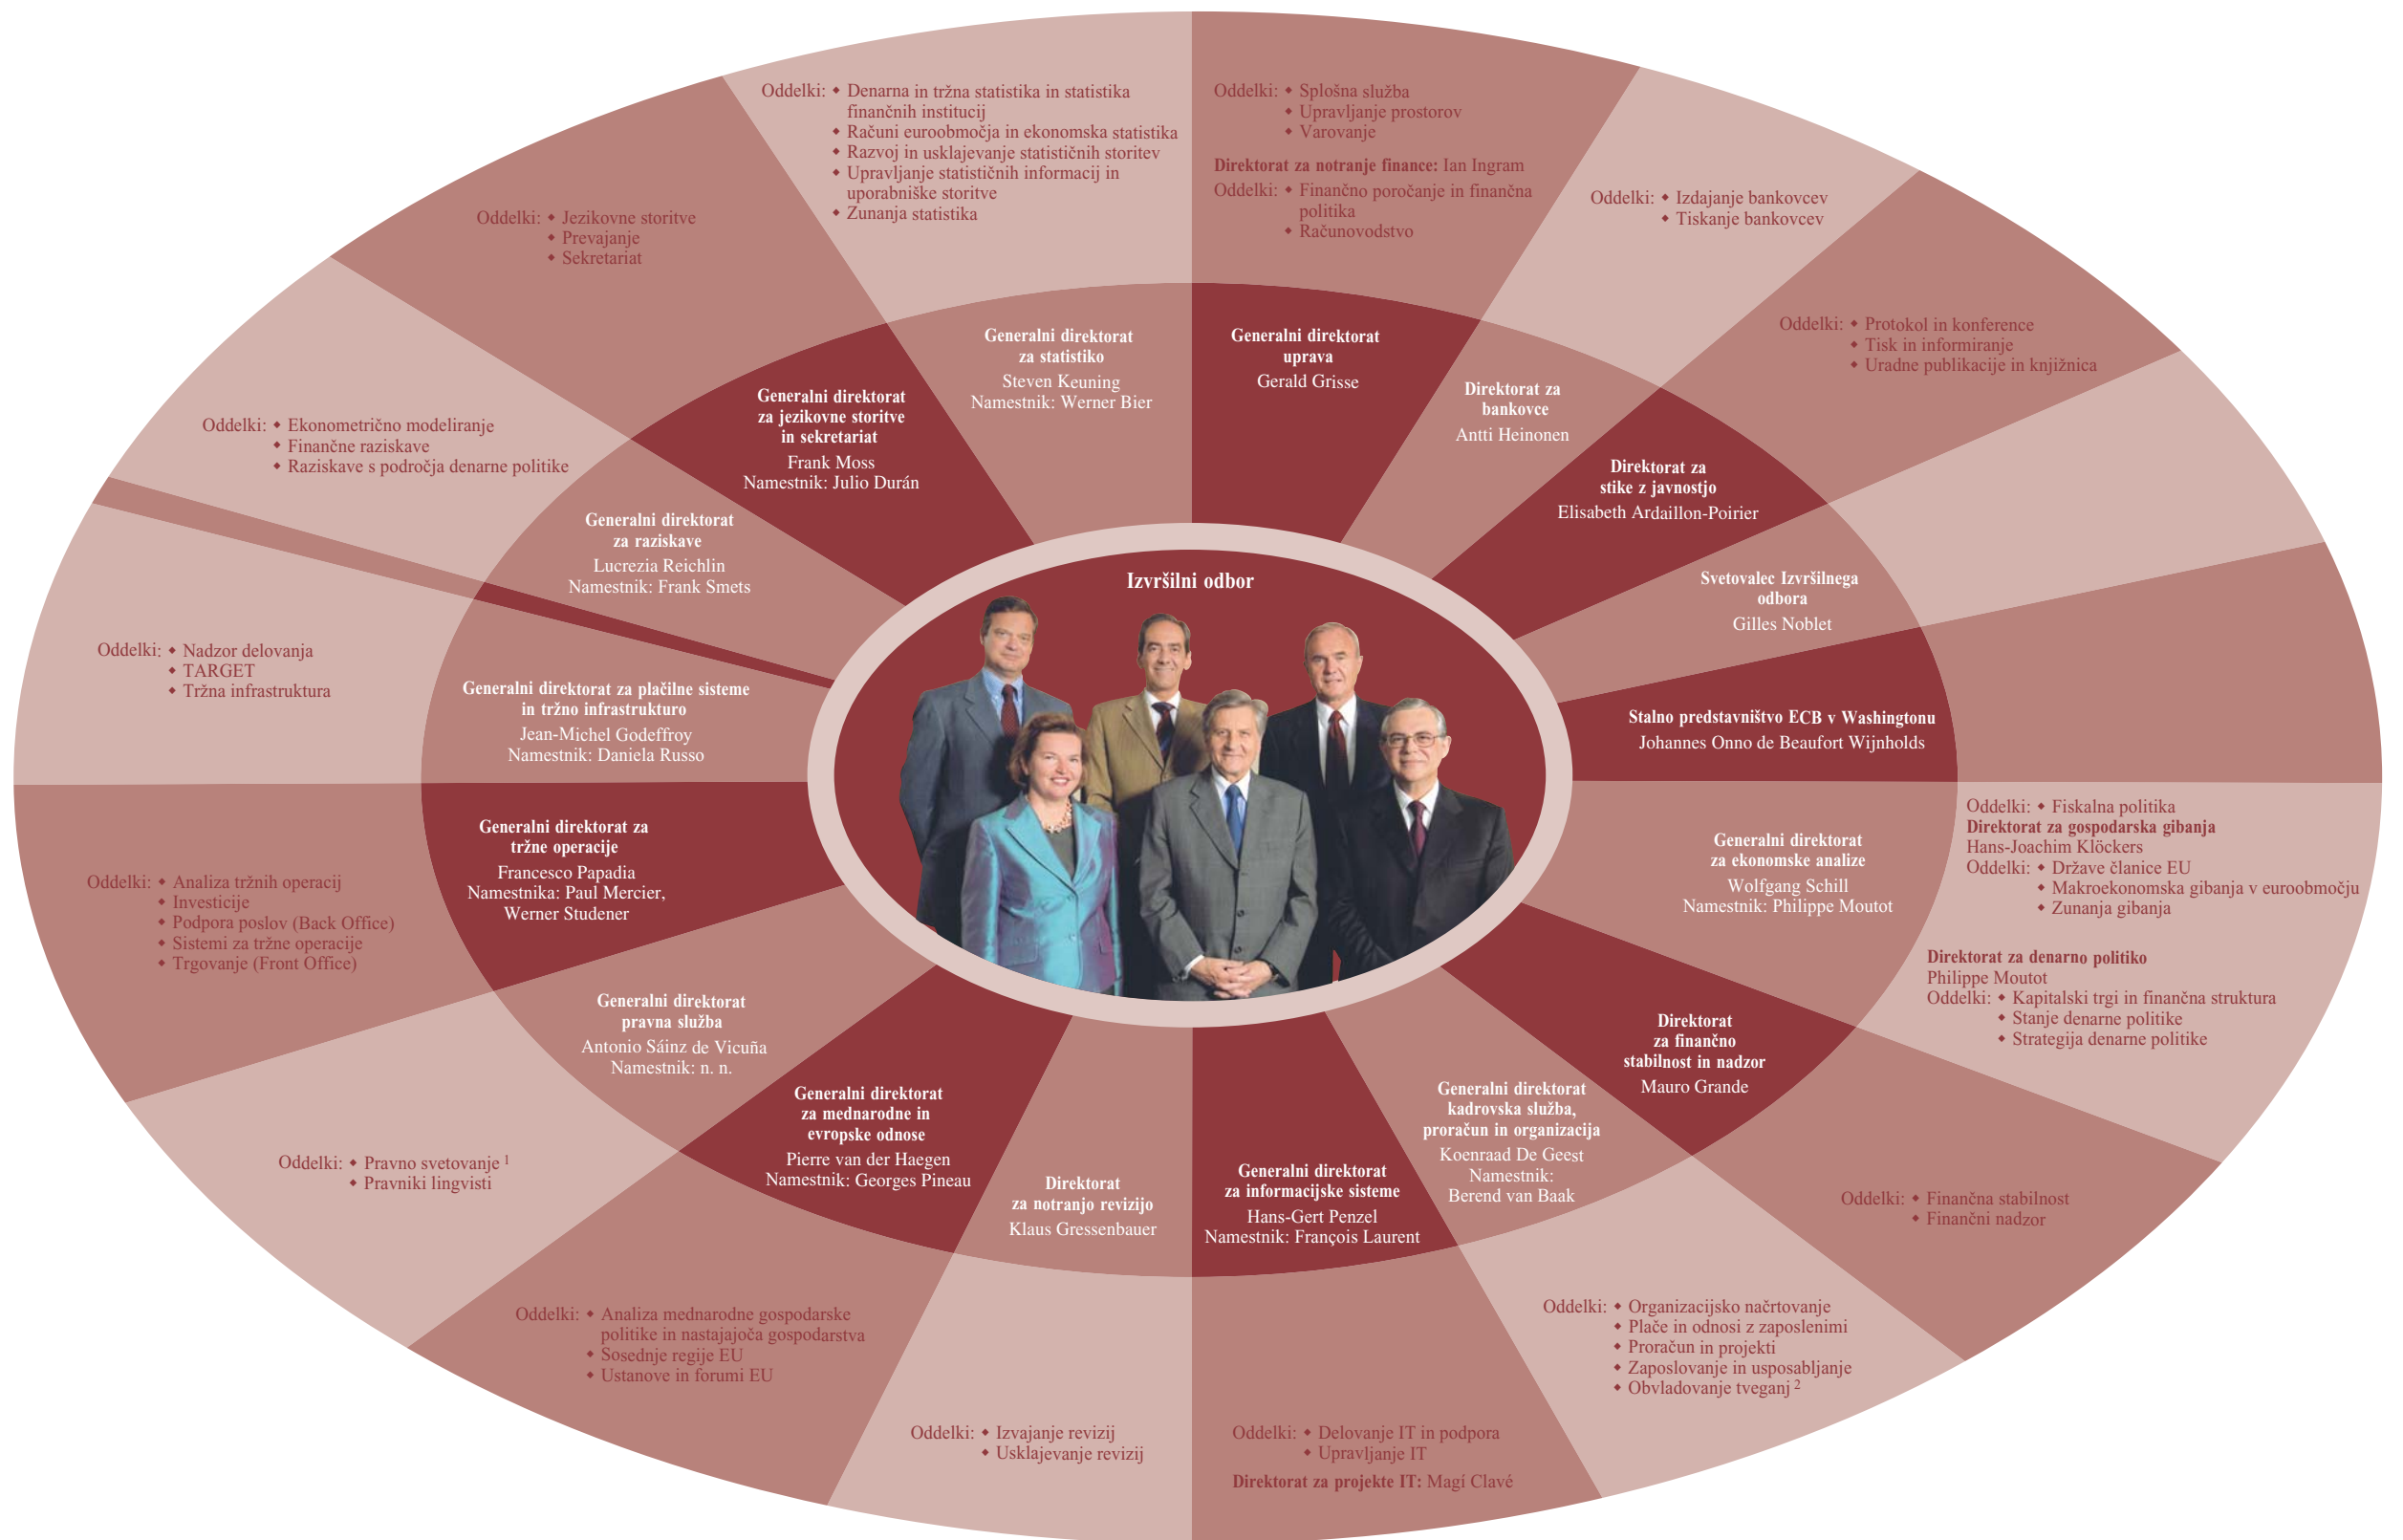 Izvršilni odbor
Oddelki: ◆ Splošna služba
◆ Upravljanje prostorov
◆ Varovanje
Direktorat za notranje finance: Ian Ingram
Oddelki: ◆ Finančno poročanje in finančna
politika
◆ Računovodstvo
Generalni direktorat
uprava
Gerald Grisse
Oddelki: ◆ Izdajanje bankovcev
◆ Tiskanje bankovcev
Direktorat za
bankovce
Antti Heinonen
Oddelki: ◆ Protokol in konference
◆ Tisk in informiranje
◆ Uradne publikacije in knjižnica
Direktorat za
stike z javnostjo
Elisabeth Ardaillon-Poirier
Svetovalec Izvršilnega
odbora
Gilles Noblet
Stalno predstavništvo ECB v Washingtonu
Johannes Onno de Beaufort Wijnholds
Generalni direktorat
za ekonomske analize
Wolfgang Schill
Namestnik: Philippe Moutot
Oddelki: ◆ Fiskalna politika
Direktorat za gospodarska gibanja
Hans-Joachim Klöckers
Oddelki: ◆ Države članice EU
◆ Makroekonomska gibanja v euroobmočju
◆ Zunanja gibanja
Direktorat za denarno politiko
Philippe Moutot
Oddelki: ◆ Kapitalski trgi in finančna struktura
◆ Stanje denarne politike
◆ Strategija denarne politike
Direktorat
za finančno
stabilnost in nadzor
Mauro Grande
Oddelki: ◆ Finančna stabilnost
◆ Finančni nadzor
Generalni direktorat
kadrovska služba,
proračun in organizacija
Koenraad De Geest
Namestnik:
Berend van Baak
Oddelki: ◆ Organizacijsko načrtovanje
◆ Plače in odnosi z zaposlenimi
◆ Proračun in projekti
◆ Zaposlovanje in usposabljanje
◆ Obvladovanje tveganj 2
Generalni direktorat
za informacijske sisteme
Hans-Gert Penzel
Namestnik: François Laurent
Oddelki: ◆ Delovanje IT in podpora
◆ Upravljanje IT
Direktorat za projekte IT: Magí Clavé
Direktorat
za notranjo revizijo
Klaus Gressenbauer
Oddelki: ◆ Izvajanje revizij
◆ Usklajevanje revizij
Generalni direktorat
za mednarodne in
evropske odnose
Pierre van der Haegen
Namestnik: Georges Pineau
Oddelki: ◆ Analiza mednarodne gospodarske
politike in nastajajoča gospodarstva
◆ Sosednje regije EU
◆ Ustanove in forumi EU
Generalni direktorat
pravna služba
Antonio Sáinz de Vicuña
Namestnik: n. n.
Oddelki: ◆ Pravno svetovanje 1
◆ Pravniki lingvisti
Generalni direktorat za
tržne operacije
Francesco Papadia
Namestnika: Paul Mercier,
Werner Studener
Oddelki: ◆ Analiza tržnih operacij
◆ Investicije
◆ Podpora poslov (Back Office)
◆ Sistemi za tržne operacije
◆ Trgovanje (Front Office)
Generalni direktorat za plačilne sisteme
in tržno infrastrukturo
Jean-Michel Godeffroy
Namestnik: Daniela Russo
Oddelki: ◆ Nadzor delovanja
◆ TARGET
◆ Tržna infrastruktura
Generalni direktorat
za raziskave
Lucrezia Reichlin
Namestnik: Frank Smets
Oddelki: ◆ Ekonometrično modeliranje
◆ Finančne raziskave
◆ Raziskave s področja denarne politike
Generalni direktorat
za jezikovne storitve
in sekretariat
Frank Moss
Namestnik: Julio Durán
Oddelki: ◆ Jezikovne storitve
◆ Prevajanje
◆ Sekretariat
Generalni direktorat
za statistiko
Steven Keuning
Namestnik: Werner Bier
Oddelki: ◆ Denarna in tržna statistika in statistika
finančnih institucij
◆ Računi euroobmočja in ekonomska statistika
◆ Razvoj in usklajevanje statističnih storitev
◆ Upravljanje statističnih informacij in
uporabniške storitve
◆ Zunanja statistika